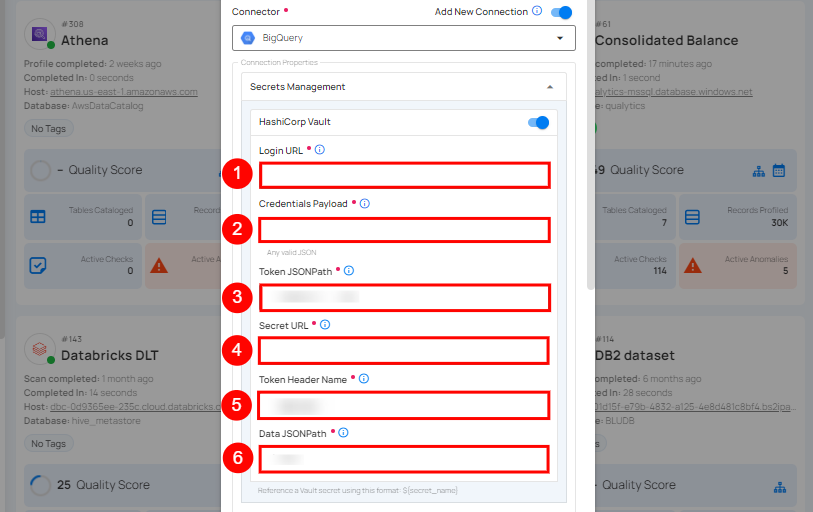 Connector •
Add New Connection
BigQuery
Connection Properties
Secrets Management
HashiCorp Vault
Login URL •
1
Credentials Payload •
2
Any valid JSON
Token JSONPath •
3
Secret URL •
4
Token Header Name •
5
Data JSONPath •
6
Reference a Vault secret using this format: ${secret_name}
#308
Athena
Profile completed: 2 weeks ago
Completed In: 0 seconds
Host: athena.us-east-1.amazonaws.com
Database: AwsDataCatalog
No Tags
– Quality Score
Tables Cataloged
0
Records
Active Checks
0
Active A
#143
Databricks DLT
Scan completed: 1 month ago
Completed In: 14 seconds
Host: dbc-0d9365ee-235c.cloud.databricks.
Database: hive_metastore
No Tags
25 Quality Score
#61
Consolidated Balance
completed: 17 minutes ago
ed In: 1 second
alytics-mssql.database.windows.net
e: qualytics
49 Quality Score
Tables Cataloged
7
Records Profiled
30K
Active Checks
114
Active Anomalies
5
#114
DB2 dataset
completed: 6 months ago
ed In: 28 seconds
01d15f-e79b-4832-a125-4e8d481c8bf4.bs2ipa...
e: BLUDB
Quality Score